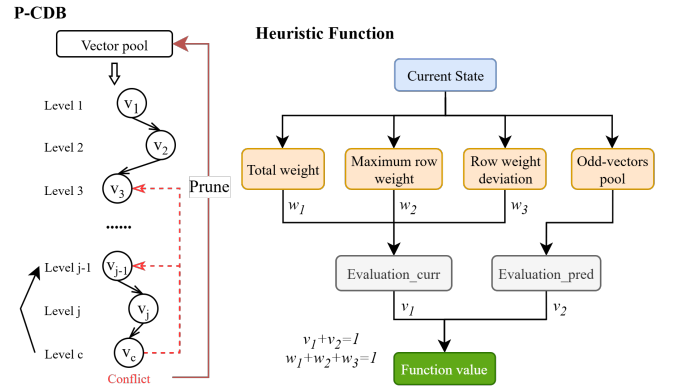 P-CDB
Vector pool
Level 1
v1
Level 2
v2
Level 3
v3
Prune
......
Level j-1
vj-1
Level j
vj
Level c
vc
Conflict
Heuristic Function
Current State
Total weight
Maximum row
weight
Row weight
deviation
Odd-vectors
pool
w1
w2
w3
Evaluation_curr
Evaluation_pred
v1
v2
v1+v2=1
w1+w2+w3=1
Function value